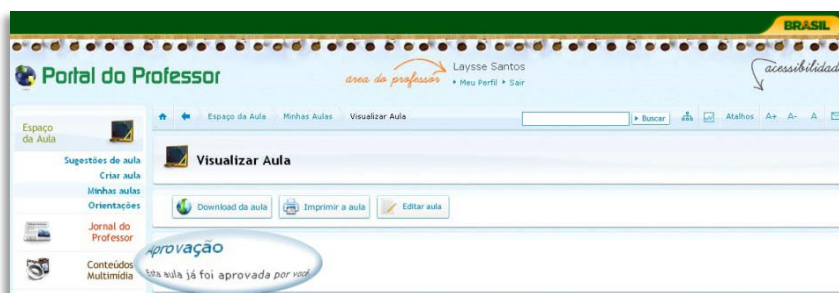 BRASIL
Portal do Professor
área do professor
Laysse Santos
Meu Perfil Sair
acessibilidad
Espaço da Aula
Espaço da Aula Minhas Aulas Visualizar Aula
Buscar
Atalhos A+ A- A
Sugestões de aula
Criar aula
Minhas aulas
Orientações
Jornal do Professor
Conteúdos Multimídia
Visualizar Aula
Download da aula
Imprimir a aula
Editar aula
Aprovação
Esta aula já foi aprovada por você